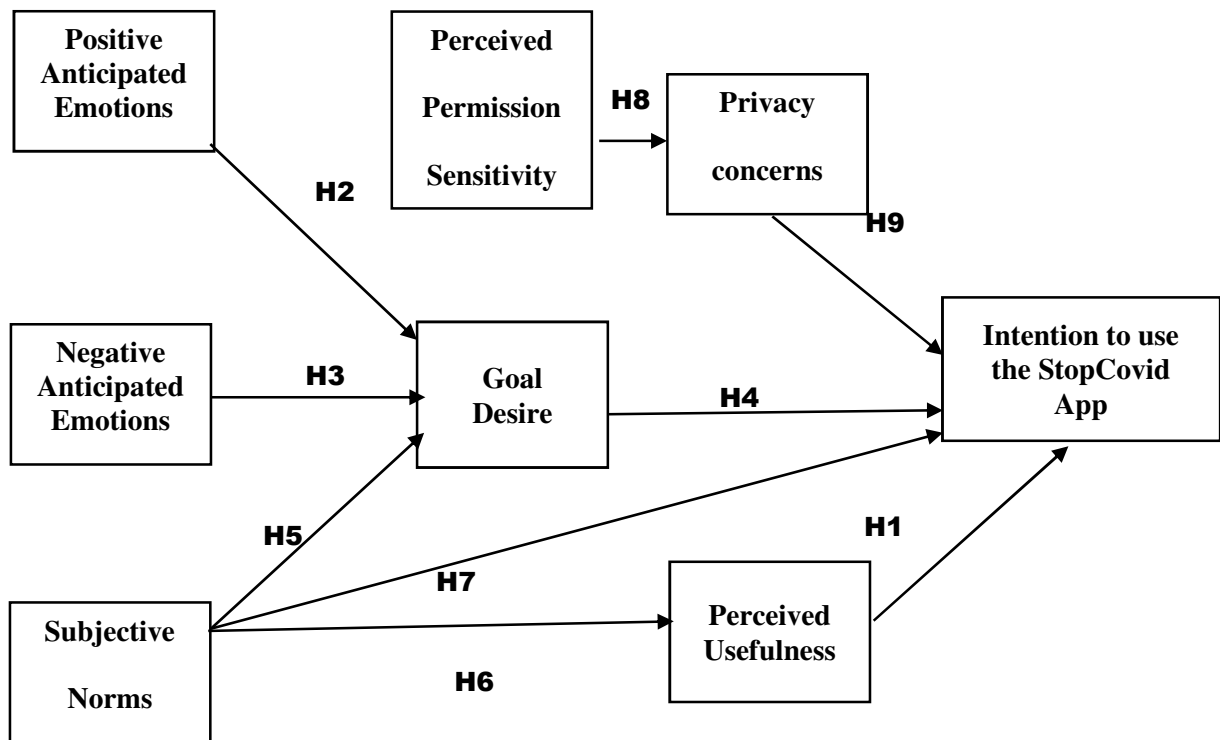 Positive
Anticipated
Emotions
Perceived
Permission
Sensitivity
H8
Privacy
concerns
H2
H9
Negative
Anticipated
Emotions
H3
Goal
Desire
H4
Intention to use
the StopCovid
App
H5
H7
H1
Subjective
Norms
H6
Perceived
Usefulness